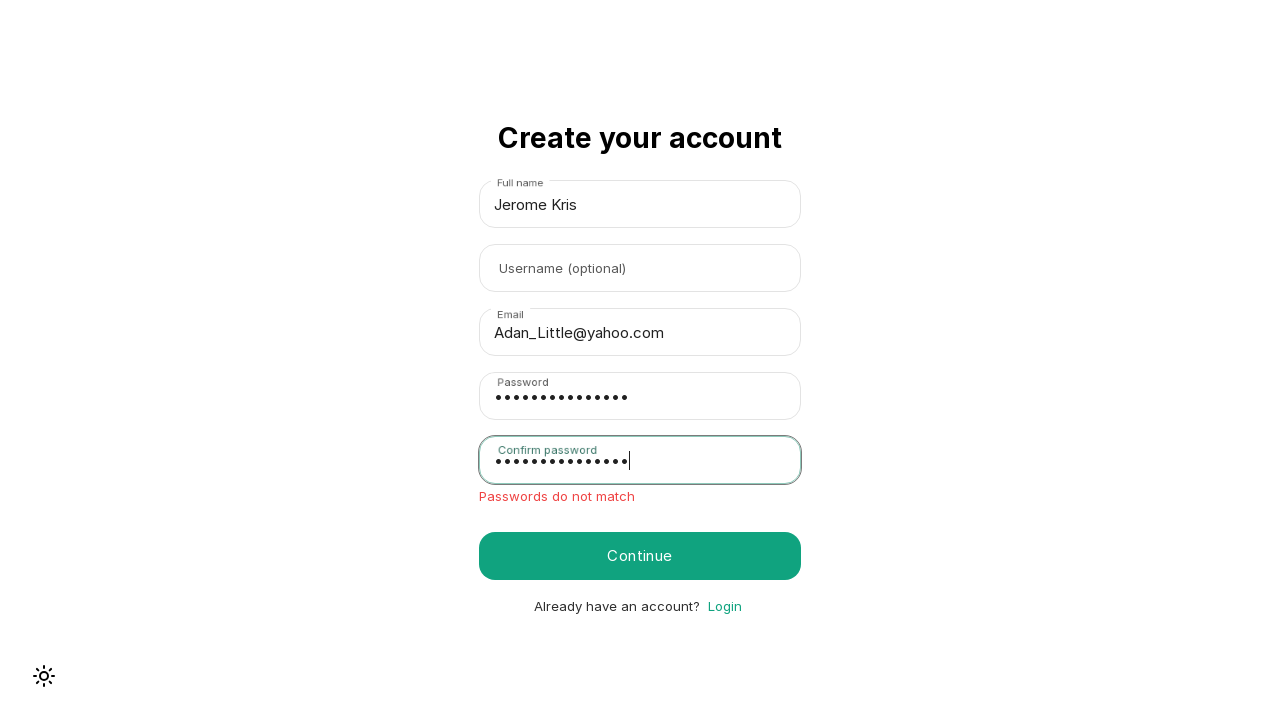 Create your account
Full name
Jerome Kris
Username (optional)
Email
Adan_Little@yahoo.com
Password
•••••••••••••••
Confirm password
•••••••••••••••
Passwords do not match
Continue
Already have an account? Login